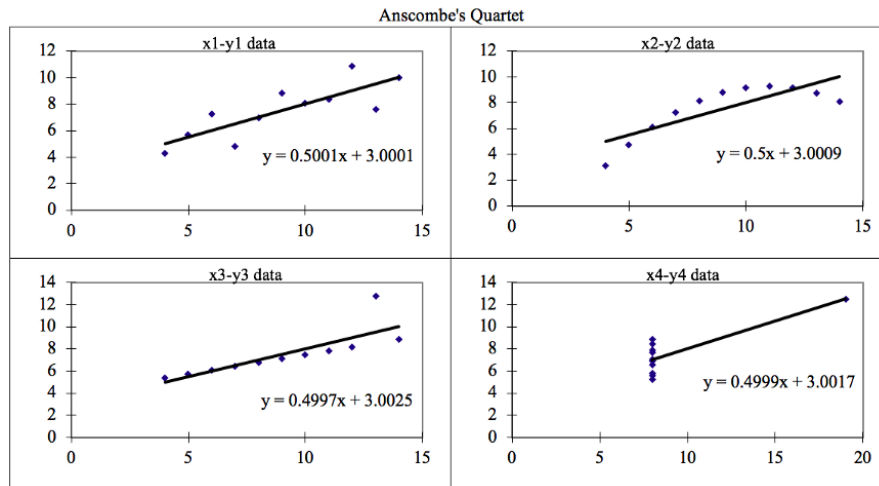 Anscombe's Quartet
x1-y1 data
12
10
8
6
4
2
0
y = 0.5001x + 3.0001
0 5 10 15
x2-y2 data
12
10
8
6
4
2
0
y = 0.5x + 3.0009
0 5 10 15
x3-y3 data
14
12
10
8
6
4
2
0
y = 0.4997x + 3.0025
0 5 10 15
x4-y4 data
14
12
10
8
6
4
2
0
y = 0.4999x + 3.0017
0 5 10 15 20